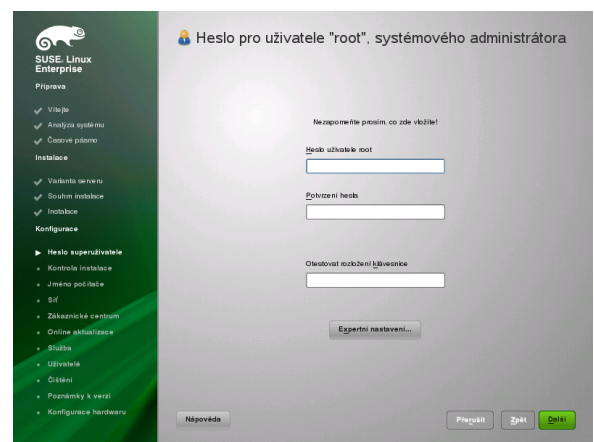 SUSE. Linux
Enterprise
Příprava
Vítejte
Analýza systému
Časové pásmo
Instalace
Varianta serveru
Souhrn instalace
Instalace
Konfigurace
Heslo superuživatele
Kontrola instalace
Jméno počítače
Síť
Zákaznické centrum
Online aktualizace
Služba
Uživatelé
Čištění
Poznámky k verzi
Konfigurace hardwaru
Heslo pro uživatele "root", systémového administrátora
Nezapomeňte prosím, co zde vložíte!
Heslo uživatele root
Potvrzení hesla
Otestovat rozložení klávesnice
Expertní nastavení...
Nápověda
Přerušit
Zpět
Další